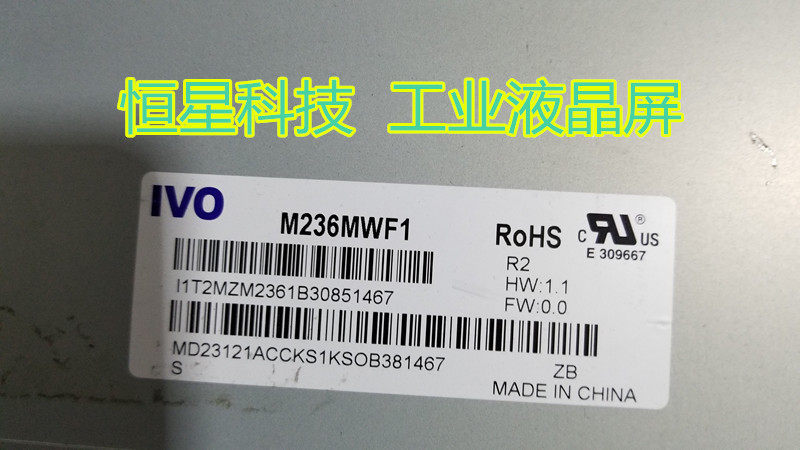 恒星科技 工业液晶屏
IVO
M236MWF1
RoHS
c RU US
®
E 309667
R2
HW:1.1
FW:0.0
I1T2MZM2361B30851467
MD23121ACCKS1KSOB381467
ZB
S
MADE IN CHINA